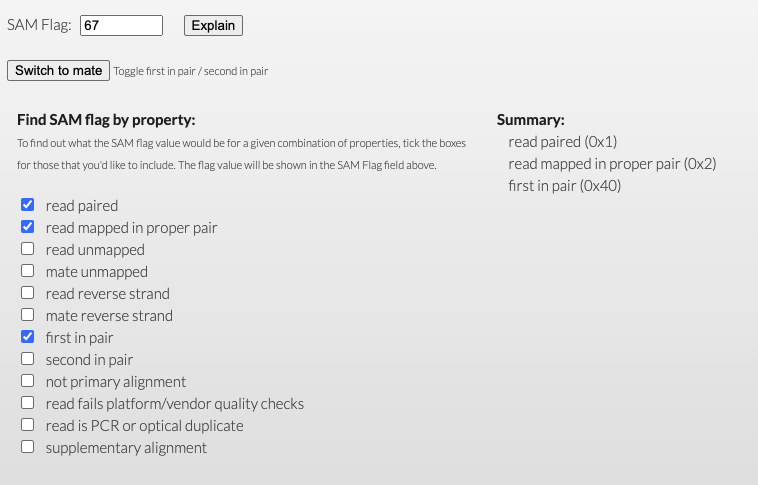 SAM Flag: 67 Explain
Switch to mate Toggle first in pair / second in pair
Find SAM flag by property:
To find out what the SAM flag value would be for a given combination of properties, tick the boxes
for those that you'd like to include. The flag value will be shown in the SAM Flag field above.
read paired
read mapped in proper pair
read unmapped
mate unmapped
read reverse strand
mate reverse strand
first in pair
second in pair
not primary alignment
read fails platform/vendor quality checks
read is PCR or optical duplicate
supplementary alignment
Summary:
read paired (0x1)
read mapped in proper pair (0x2)
first in pair (0x40)